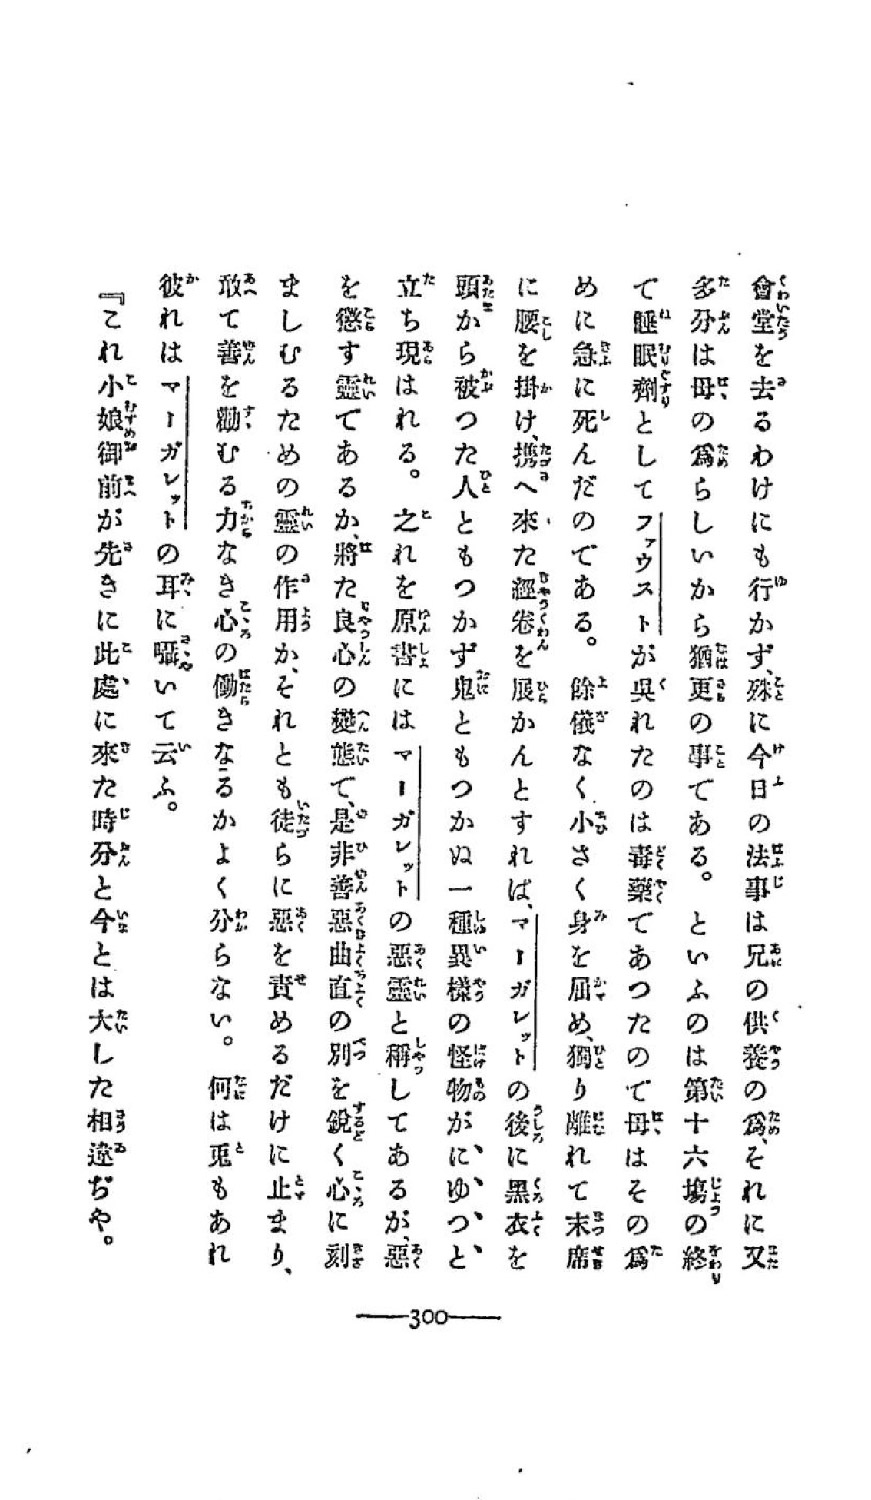 會堂を去るわけにも行かず、殊に今日の法事は兄の供養の爲、それに又
多分は母の爲らしいから猶更の事である。といふのは第十六塲の終
て睡眠劑としてファウストが呉れたのは毒藥であつたので母はその爲
めに急に死んだのである。餘儀なく小さく身を屈め、獨り離れて末席
に腰を掛け、携へ來た經卷を展かんとすれば、マーガレットの後に黑衣を
頭から被つた人ともつかず鬼ともつかぬ一種異樣の怪物がにゆつと
立ち現はれる。之れを原書にはマーガレットの惡靈と稱してあるが、惡
を懲す靈であるか、將た良心の變態で、是非善惡曲直の別を銳く心に刻
ましむるための靈の作用か、それとも徒らに惡を責めるだけに止まり、
敢て善を勸むる力なき心の働きなるかよく分らない。何は兎もあれ
彼れはマーガレットの耳に囁いて云ふ。
『これ小娘御前が先きに此處に來た時分と今とは大した相違ぢや。
300